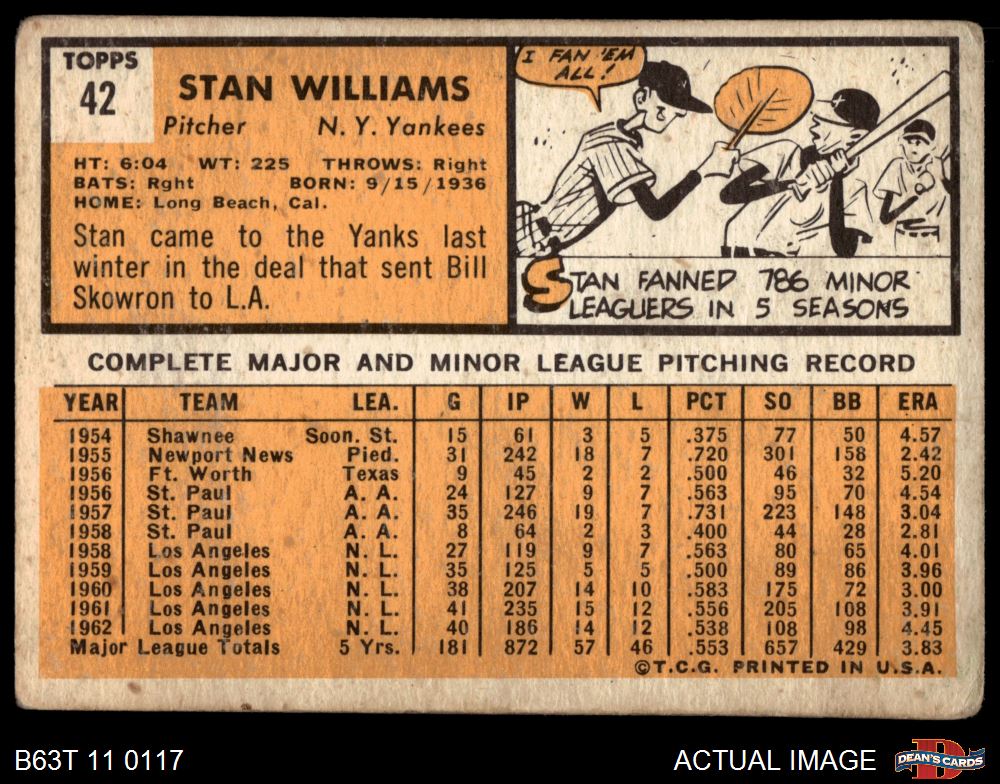 TOPPS
42
STAN WILLIAMS
Pitcher N. Y. Yankees
HT: 6:04 WT: 225 THROWS: Right
BATS: Rght BORN: 9/15/1936
HOME: Long Beach, Cal.
Stan came to the Yanks last
winter in the deal that sent Bill
Skowron to L.A.
I FAN 'EM
ALL!
STAN FANNED 786 MINOR
LEAGUERS IN 5 SEASONS
COMPLETE MAJOR AND MINOR LEAGUE PITCHING RECORD
YEAR TEAM LEA. G IP W L PCT SO BB ERA
1954 Shawnee Soon. St. 15 61 3 5 .375 77 50 4.57
1955 Newport News Pied. 31 242 18 7 .720 301 158 2.42
1956 Ft. Worth Texas 9 45 2 2 .500 46 32 5.20
1956 St. Paul A. A. 24 127 9 7 .563 95 70 4.54
1957 St. Paul A. A. 35 246 19 7 .731 223 148 3.04
1958 St. Paul A. A. 8 64 2 3 .400 44 28 2.81
1958 Los Angeles N. L. 27 119 9 7 .563 80 65 4.01
1959 Los Angeles N. L. 35 125 5 5 .500 89 86 3.96
1960 Los Angeles N. L. 38 207 14 10 .583 175 72 3.00
1961 Los Angeles N. L. 41 235 15 12 .556 205 108 3.91
1962 Los Angeles N. L. 40 186 14 12 .538 108 98 4.45
Major League Totals 5 Yrs. 181 872 57 46 .553 657 429 3.83
©T.C.G. PRINTED IN U.S.A.
B63T 11 0117 ACTUAL IMAGE
DEAN'S CARDS